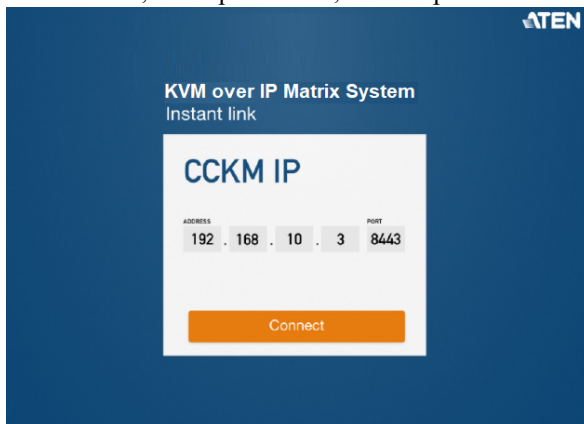 ATEN
KVM over IP Matrix System
Instant link
CCKM IP
ADDRESS PORT
192 . 168 . 10 . 3 8443
Connect